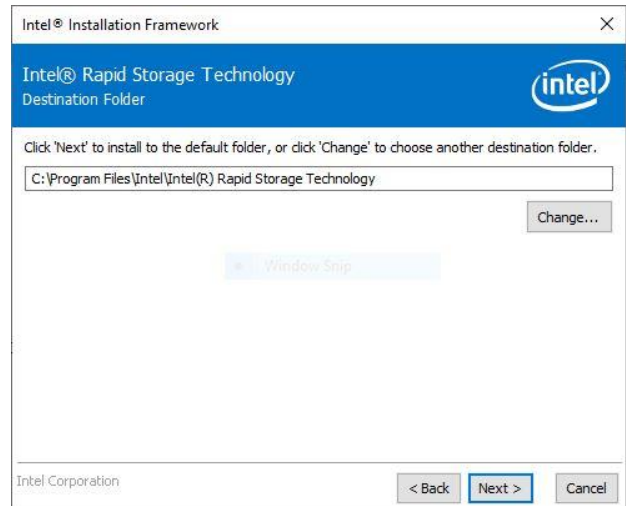 Intel® Installation Framework
Intel® Rapid Storage Technology
Destination Folder
intel
Click 'Next' to install to the default folder, or click 'Change' to choose another destination folder.
C:\Program Files\Intel\Intel(R) Rapid Storage Technology
Change...
Window Snip
Intel Corporation
< Back
Next >
Cancel